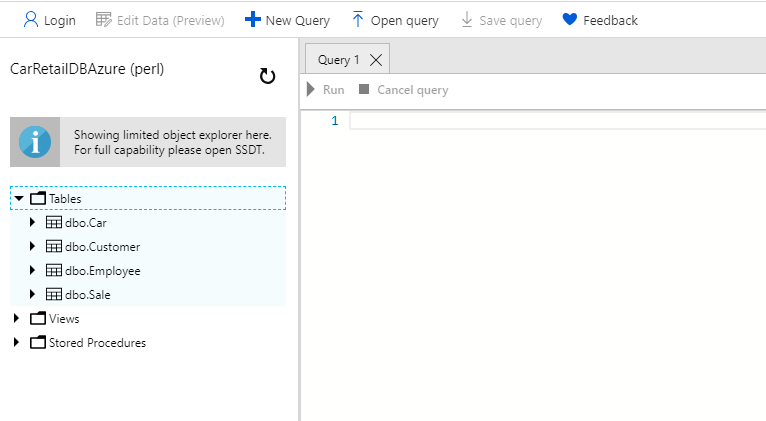 Login Edit Data (Preview) New Query Open query Save query Feedback
CarRetailDBAzure (perl)
Showing limited object explorer here.
For full capability please open SSDT.
Tables
dbo.Car
dbo.Customer
dbo.Employee
dbo.Sale
Views
Stored Procedures
Query 1
Run Cancel query
1